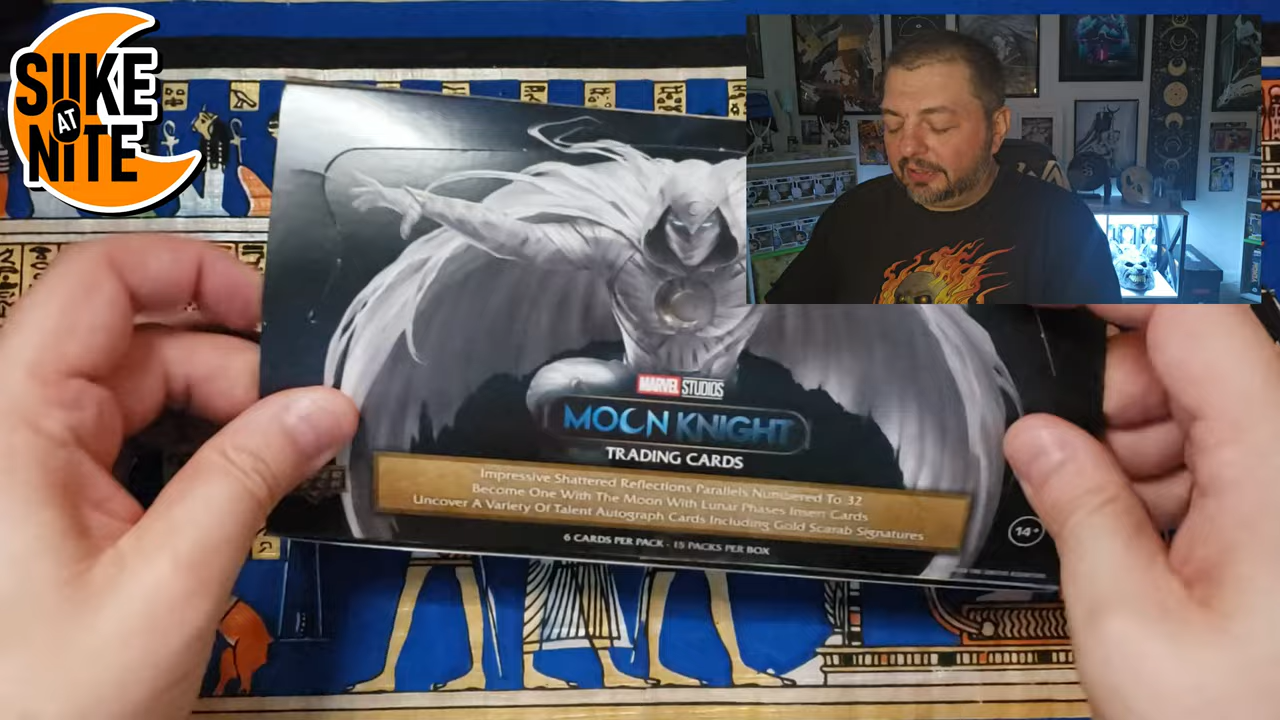 SUKE
AT
NITE
MARVEL STUDIOS
MOON KNIGHT
TRADING CARDS
Impressive Shattered Reflections Parallels Numbered To 32
Become One With The Moon With Lunar Phases Insert Cards
Uncover A Variety Of Talent Autograph Cards Including Gold Scarab Signatures
6 CARDS PER PACK - 15 PACKS PER BOX
14+